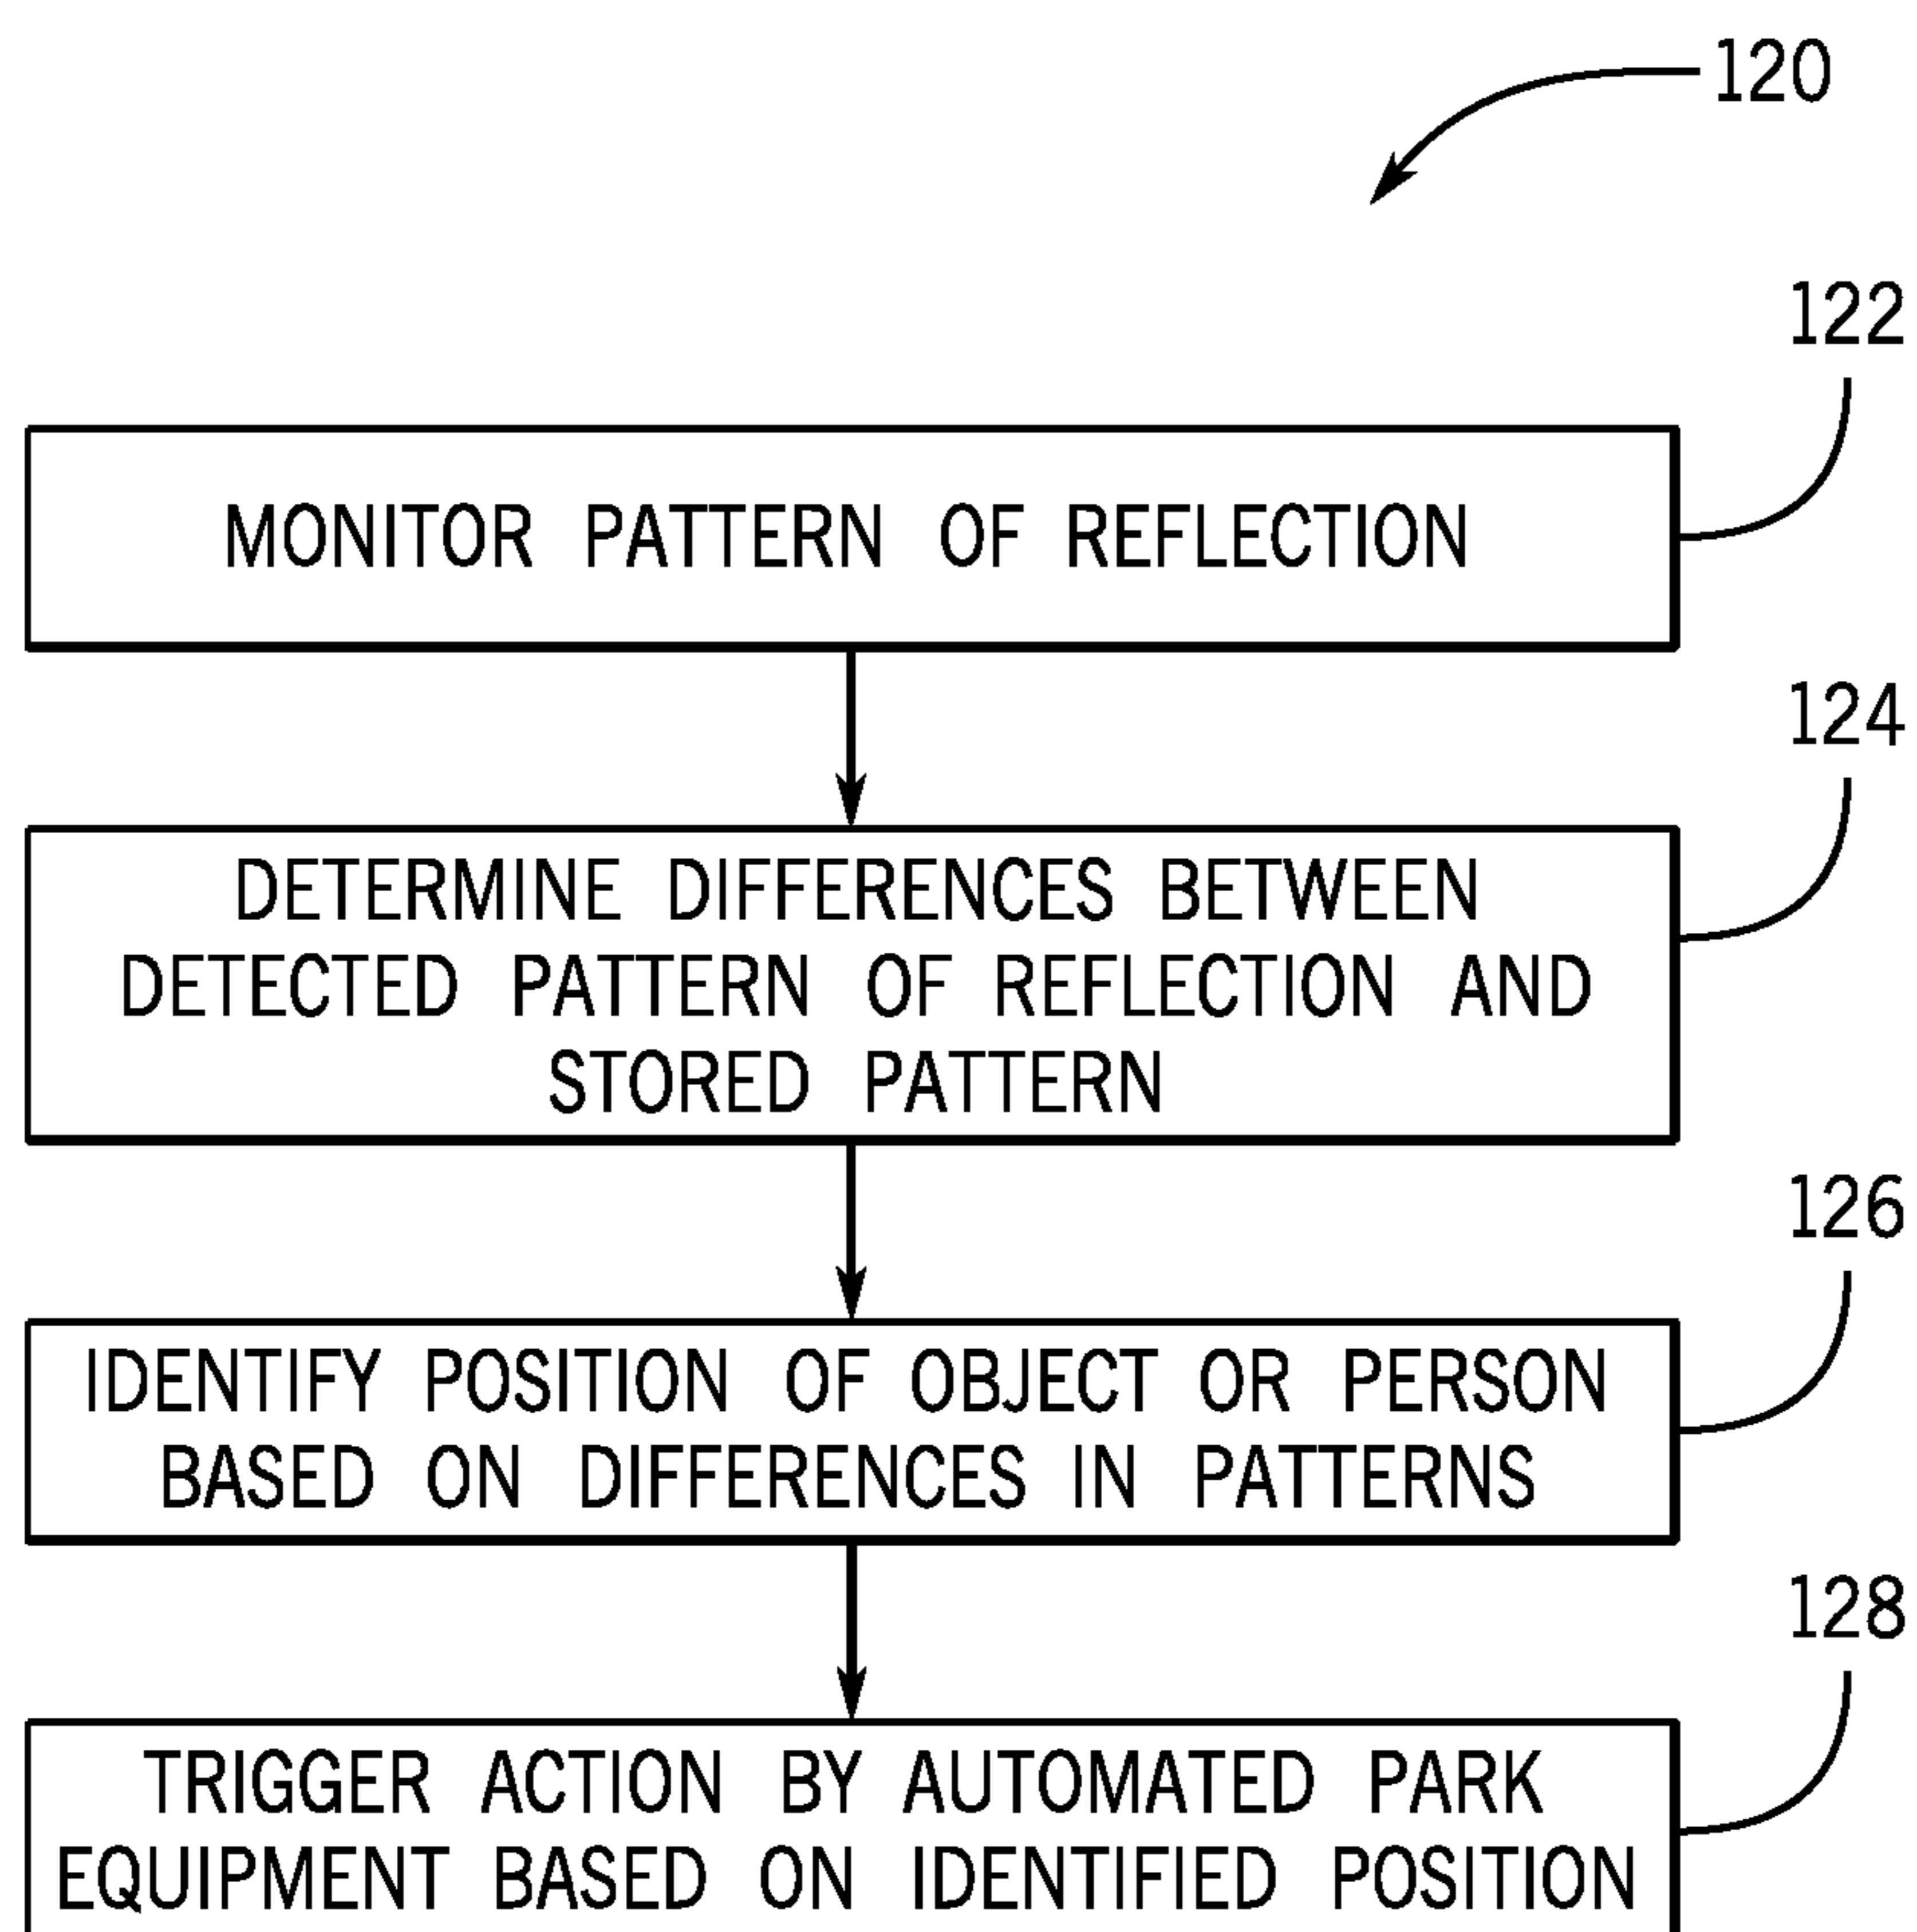 120
122
MONITOR PATTERN OF REFLECTION
124
DETERMINE DIFFERENCES BETWEEN
DETECTED PATTERN OF REFLECTION AND
STORED PATTERN
126
IDENTIFY POSITION OF OBJECT OR PERSON
BASED ON DIFFERENCES IN PATTERNS
128
TRIGGER ACTION BY AUTOMATED PARK
EQUIPMENT BASED ON IDENTIFIED POSITION